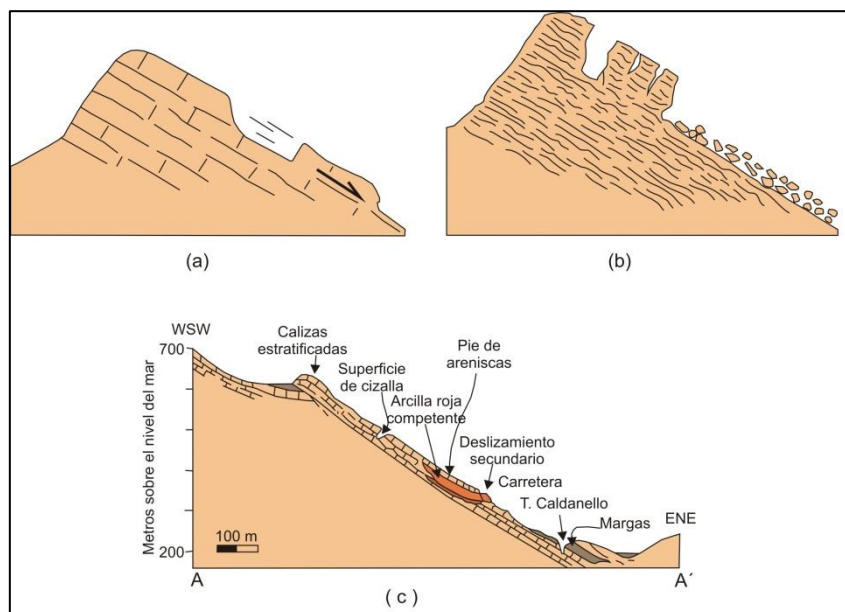 (a)
(b)
WSW
700
Calizas
estratificadas
Superficie
de cizalla
Arcilla roja
competente
Pie de
areniscas
Deslizamiento
secundario
Carretera
T. Caldanello
Margas
ENE
Metros sobre el nivel del mar
100 m
200
A
A´
( c )